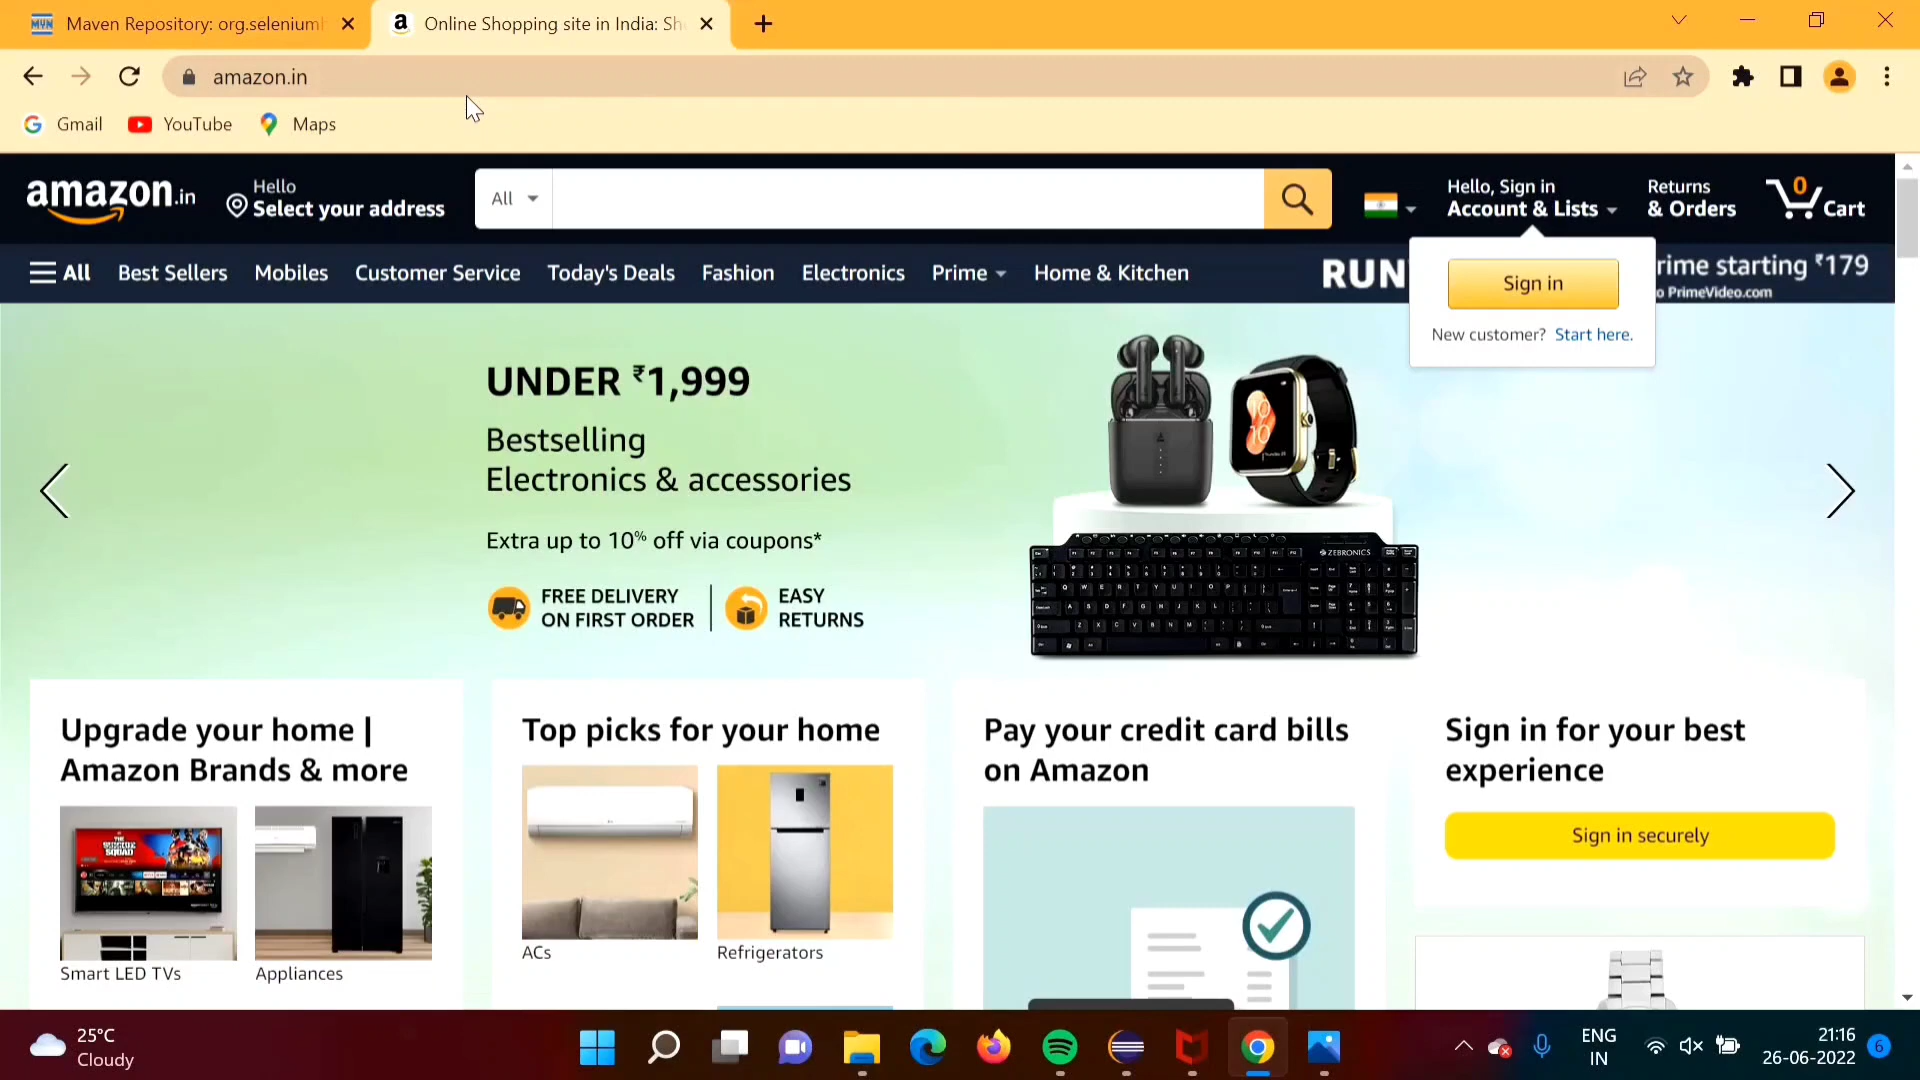 Maven Repository: org.selenium
Online Shopping site in India: Sh
amazon.in
Gmail
YouTube
Maps
amazon.in
Hello
Select your address
All
Hello, Sign in
Account & Lists
Returns
& Orders
0
Cart
All
Best Sellers
Mobiles
Customer Service
Today's Deals
Fashion
Electronics
Prime
Home & Kitchen
RUN
rime starting ₹179
o PrimeVideo.com
Sign in
New customer? Start here.
UNDER ₹1,999
Bestselling
Electronics & accessories
Extra up to 10% off via coupons*
FREE DELIVERY
ON FIRST ORDER
EASY
RETURNS
ZEBRONICS
Upgrade your home |
Amazon Brands & more
Smart LED TVs
Appliances
Top picks for your home
ACs
Refrigerators
Pay your credit card bills
on Amazon
Sign in for your best
experience
Sign in securely
25°C
Cloudy
ENG
IN
21:16
26-06-2022
6